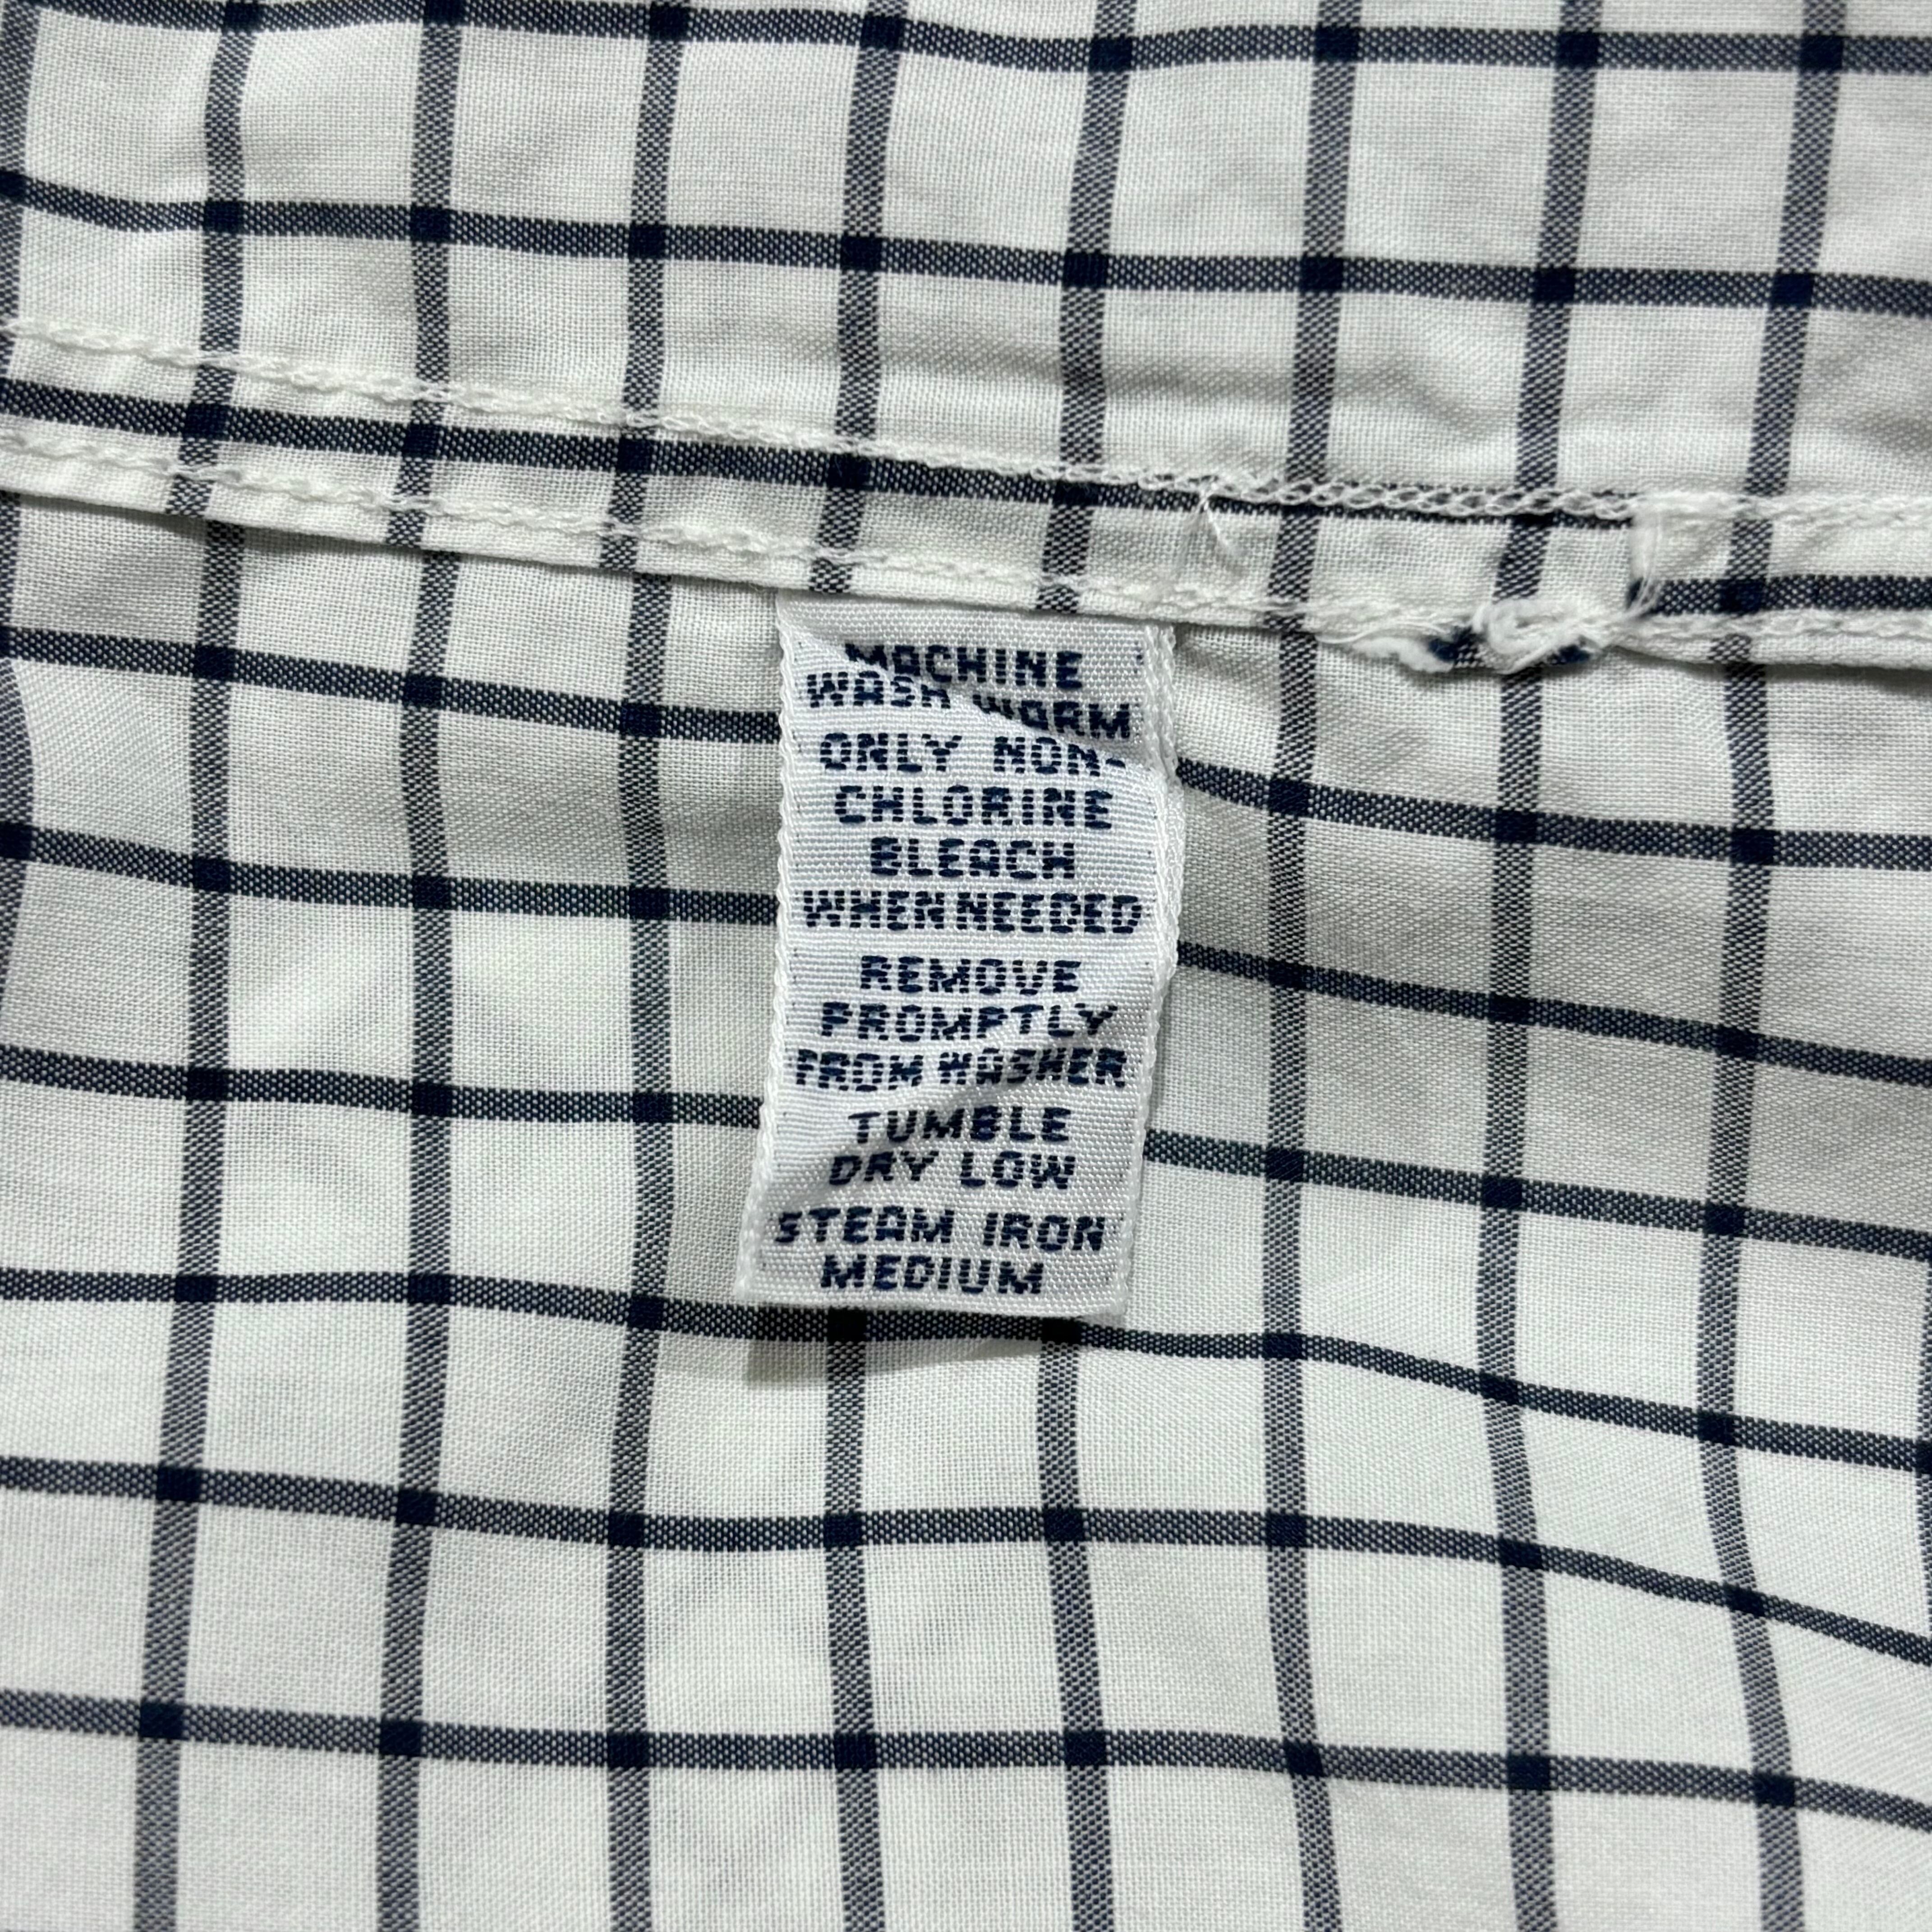 MACHINE
WASH WARM
ONLY NON-
CHLORINE
BLEACH
WHEN NEEDED
REMOVE
PROMPTLY
FROM WASHER
TUMBLE
DRY LOW
STEAM IRON
MEDIUM